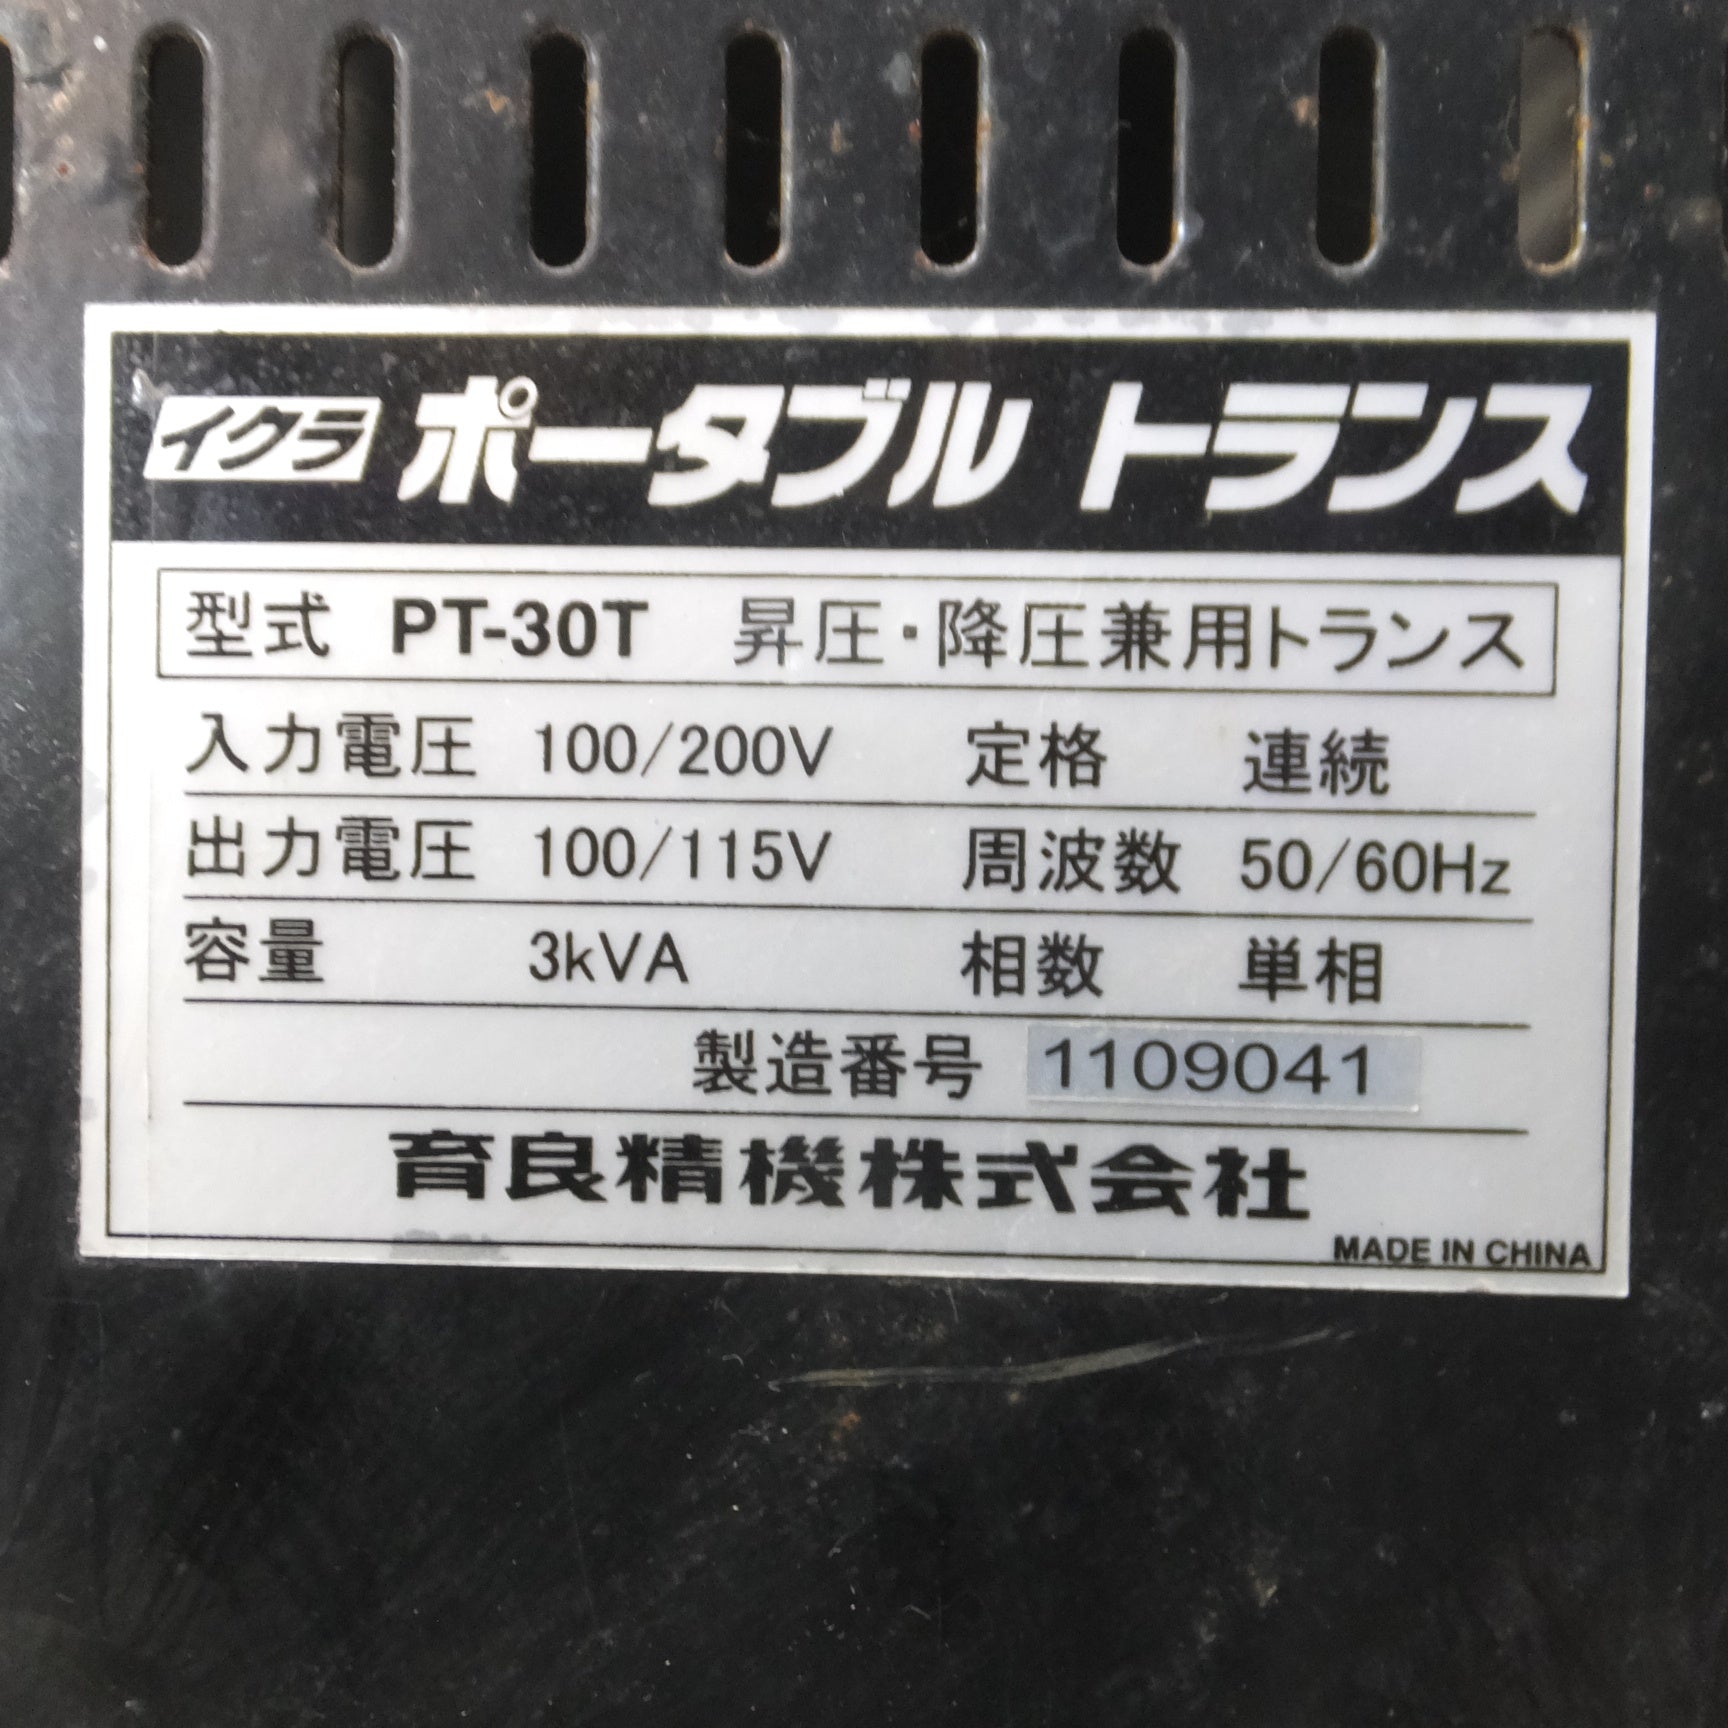 イクラ ポータブル トランス
型式 PT-30T 昇圧・降圧兼用トランス
入力電圧 100/200V 定格 連続
出力電圧 100/115V 周波数 50/60Hz
容量 3kVA 相数 単相
製造番号 1109041
育良精機株式会社
MADE IN CHINA